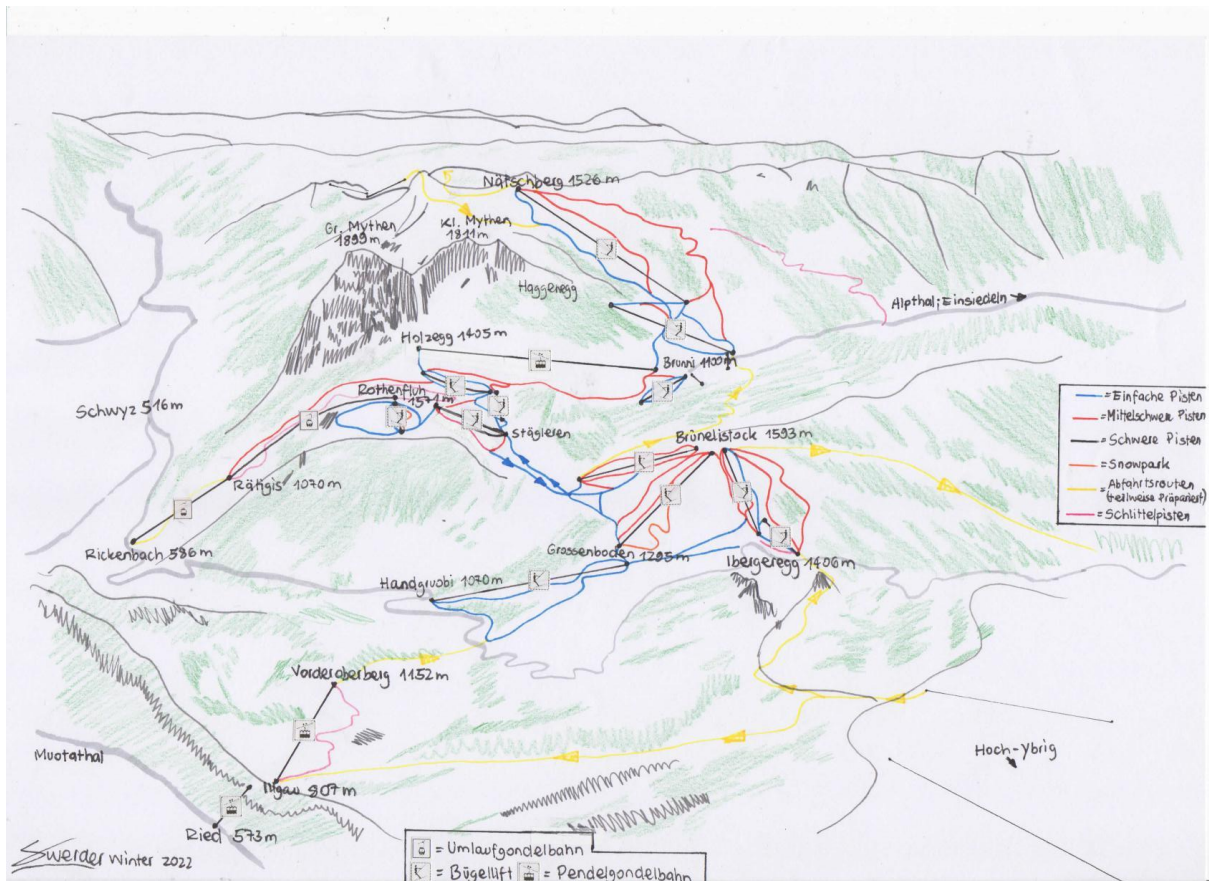 Nätschberg 1526 m
Gr. Mythen
1899 m
Kl. Mythen
1811 m
Haggenegg
Alpthal; Einsiedeln
Holzegg 1405 m
Brunni 1100 m
Schwyz 516 m
Rothenfluh
1571 m
Stägleren
Brünelistock 1593 m
Rätigis 1070 m
Rickenbach 586 m
Grossenboden 1295 m
Ibergeregg 1406 m
Handgruobi 1070 m
= Einfache Pisten
= Mittelschwere Pisten
= Schwere Pisten
= Snowpark
= Abfahrtsrouten
(teilweise Präpariert)
= Schlittelpisten
Vorderoberberg 1152 m
Muotathal
Hoch-Ybrig
Illgau 807 m
Ried 573 m
Swerder Winter 2022
= Umlaufgondelbahn
= Bügellift = Pendelgondelbahn